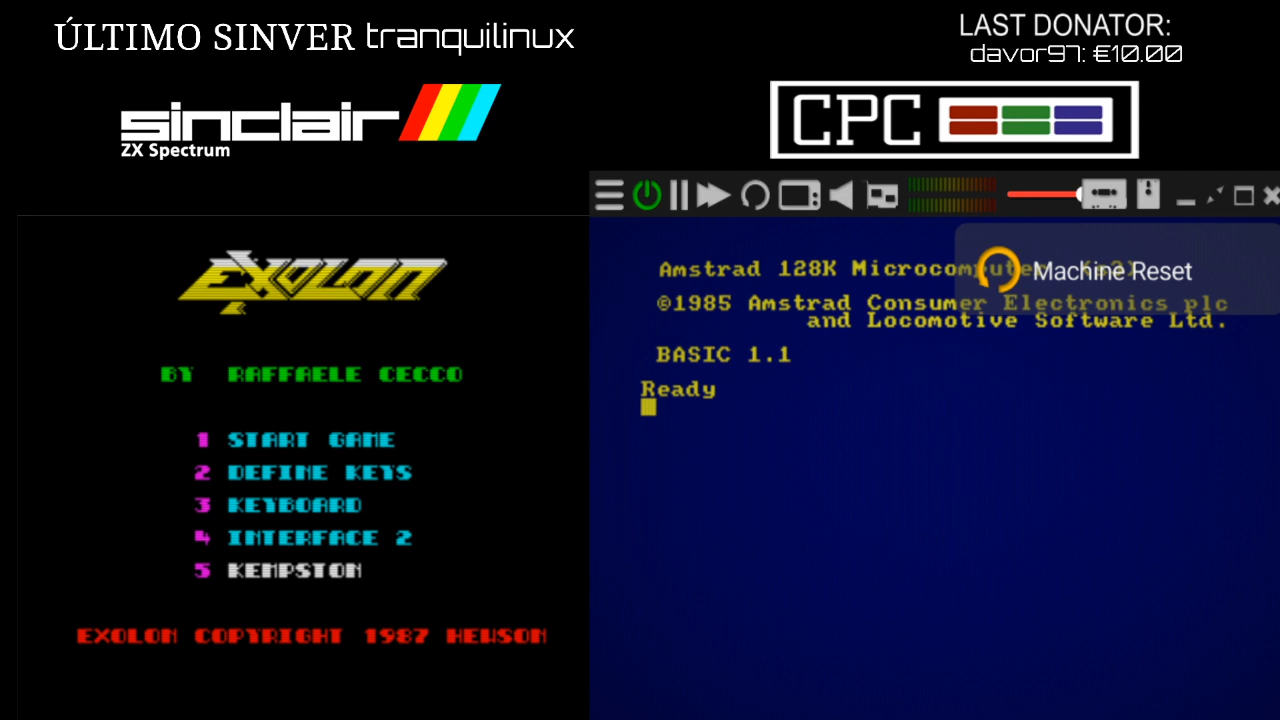 ÚLTIMO SINVER tranquilinux
LAST DONATOR:
davor97: €10.00
sinclair
ZX Spectrum
CPC
EXOLON
BY RAFFAELE CECCO
1 START GAME
2 DEFINE KEYS
3 KEYBOARD
4 INTERFACE 2
5 KEMPSTON
EXOLON COPYRIGHT 1987 HEWSON
Machine Reset
Amstrad 128K Microcomputer
©1985 Amstrad Consumer Electronics plc
and Locomotive Software Ltd.
BASIC 1.1
Ready